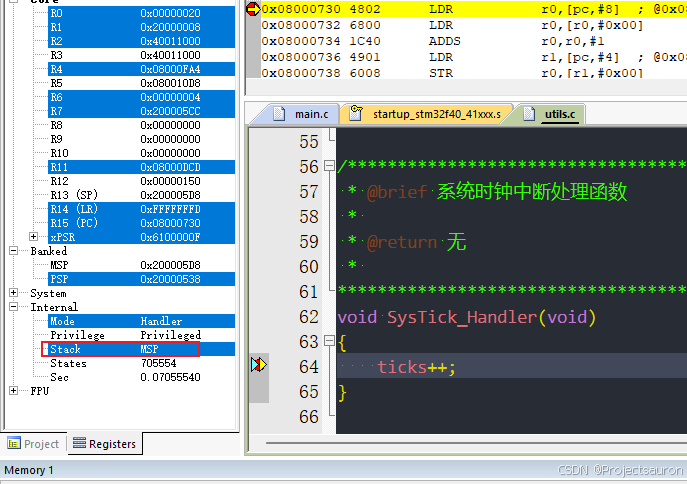 Core
R0 0x00000000
R1 0x20000020
R2 0x20000008
R2 0x40011000
R3 0x40011000
R4 0x08000FA4
R5 0x080010D8
R6 0x00000004
R7 0x200005CC
R8 0x00000000
R9 0x00000000
R10 0x00000000
R11 0x08000DCD
R12 0x00000150
R13 (SP) 0x200005D8
R14 (LR) 0xFFFFFFFD
R15 (PC) 0x08000730
xPSR 0x6100000F
Banked
MSP 0x200005D8
PSP 0x20000538
System
Internal
Mode Handler
Privilege Privileged
Stack MSP
States 705554
Sec 0.07055540
FPU
Project
Registers
0x08000730 4802 LDR r0,[pc,#8] ; @0x0
0x08000732 6800 LDR r0,[r0,#0x00]
0x08000734 1C40 ADDS r0,r0,#1
0x08000736 4901 LDR r1,[pc,#4] ; @0x0
0x08000738 6008 STR r0,[r1,#0x00]
main.c
startup_stm32f40_41xxx.s
utils.c
55
56 /**********************************
57 * @brief 系统时钟中断处理函数
58 *
59 * @return 无
60 *
61 ***********************************
62 void SysTick_Handler(void)
63 {
64 ticks++;
65 }
66
Memory 1
CSDN @Projectsauron